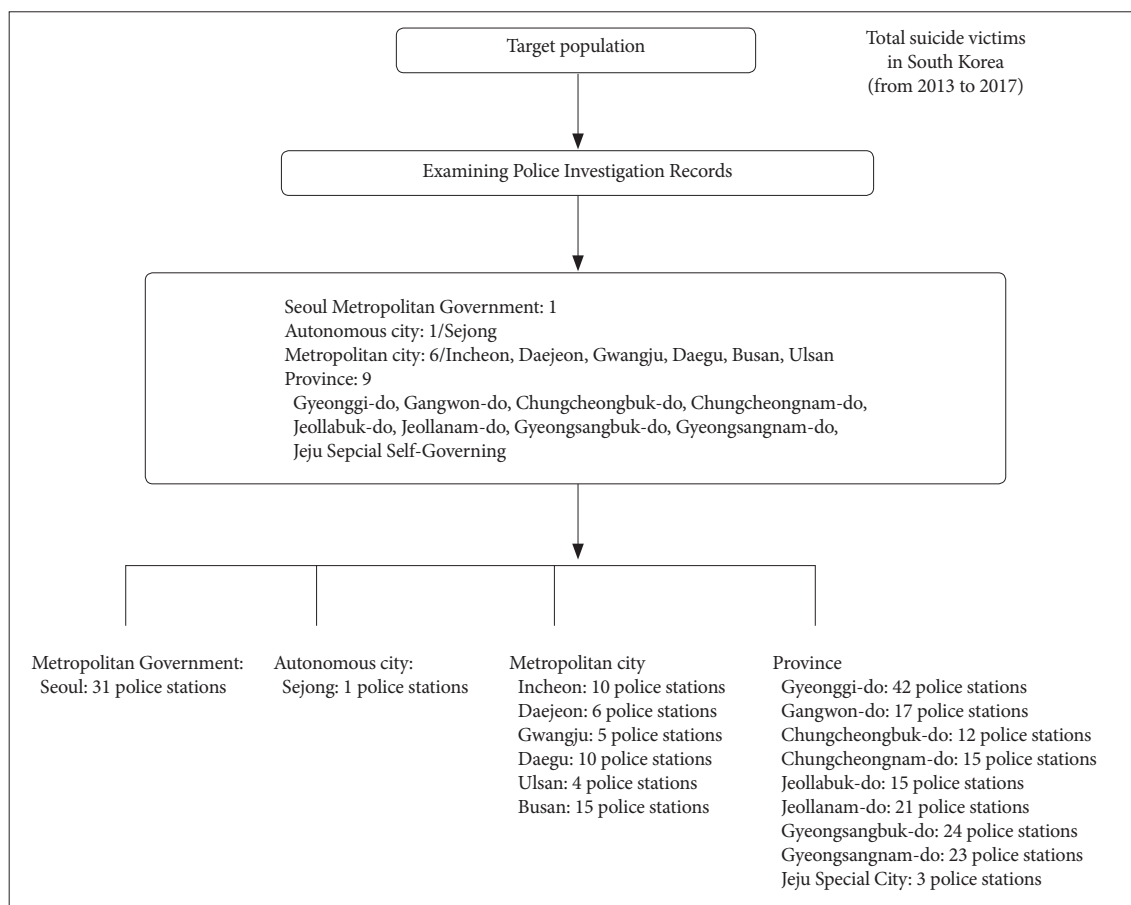 Target population
Total suicide victims
in South Korea
(from 2013 to 2017)
Examining Police Investigation Records
Seoul Metropolitan Government: 1
Autonomous city: 1/Sejong
Metropolitan city: 6/Incheon, Daejeon, Gwangju, Daegu, Busan, Ulsan
Province: 9
Gyeonggi-do, Gangwon-do, Chungcheongbuk-do, Chungcheongnam-do,
Jeollabuk-do, Jeollanam-do, Gyeongsangbuk-do, Gyeongsangnam-do,
Jeju Sepcial Self-Governing
Metropolitan Government:
Seoul: 31 police stations
Autonomous city:
Sejong: 1 police stations
Metropolitan city
Incheon: 10 police stations
Daejeon: 6 police stations
Gwangju: 5 police stations
Daegu: 10 police stations
Ulsan: 4 police stations
Busan: 15 police stations
Province
Gyeonggi-do: 42 police stations
Gangwon-do: 17 police stations
Chungcheongbuk-do: 12 police stations
Chungcheongnam-do: 15 police stations
Jeollabuk-do: 15 police stations
Jeollanam-do: 21 police stations
Gyeongsangbuk-do: 24 police stations
Gyeongsangnam-do: 23 police stations
Jeju Special City: 3 police stations